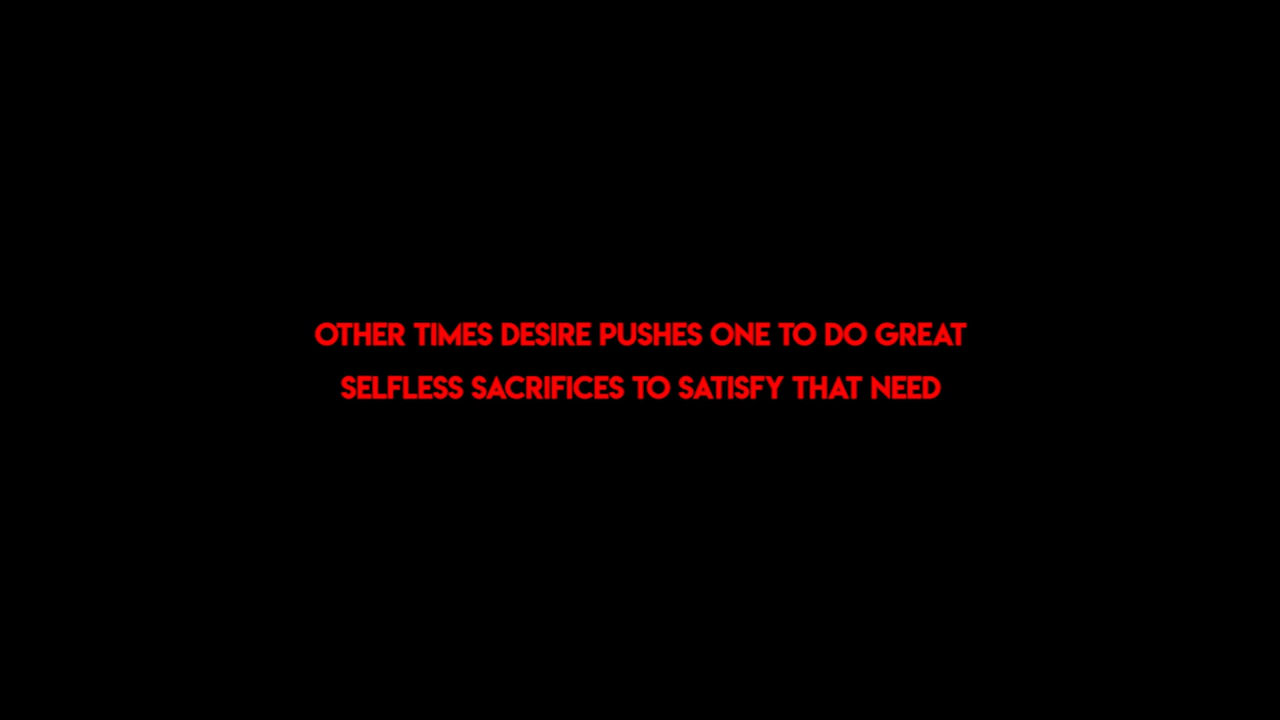 OTHER TIMES DESIRE PUSHES ONE TO DO GREAT
SELFLESS SACRIFICES TO SATISFY THAT NEED